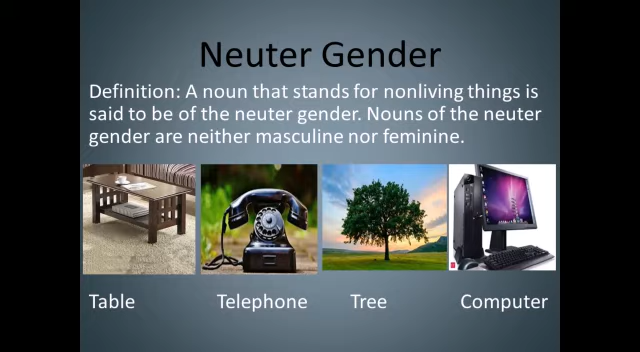 Neuter Gender
Definition: A noun that stands for nonliving things is
said to be of the neuter gender. Nouns of the neuter
gender are neither masculine nor feminine.
Table Telephone Tree Computer